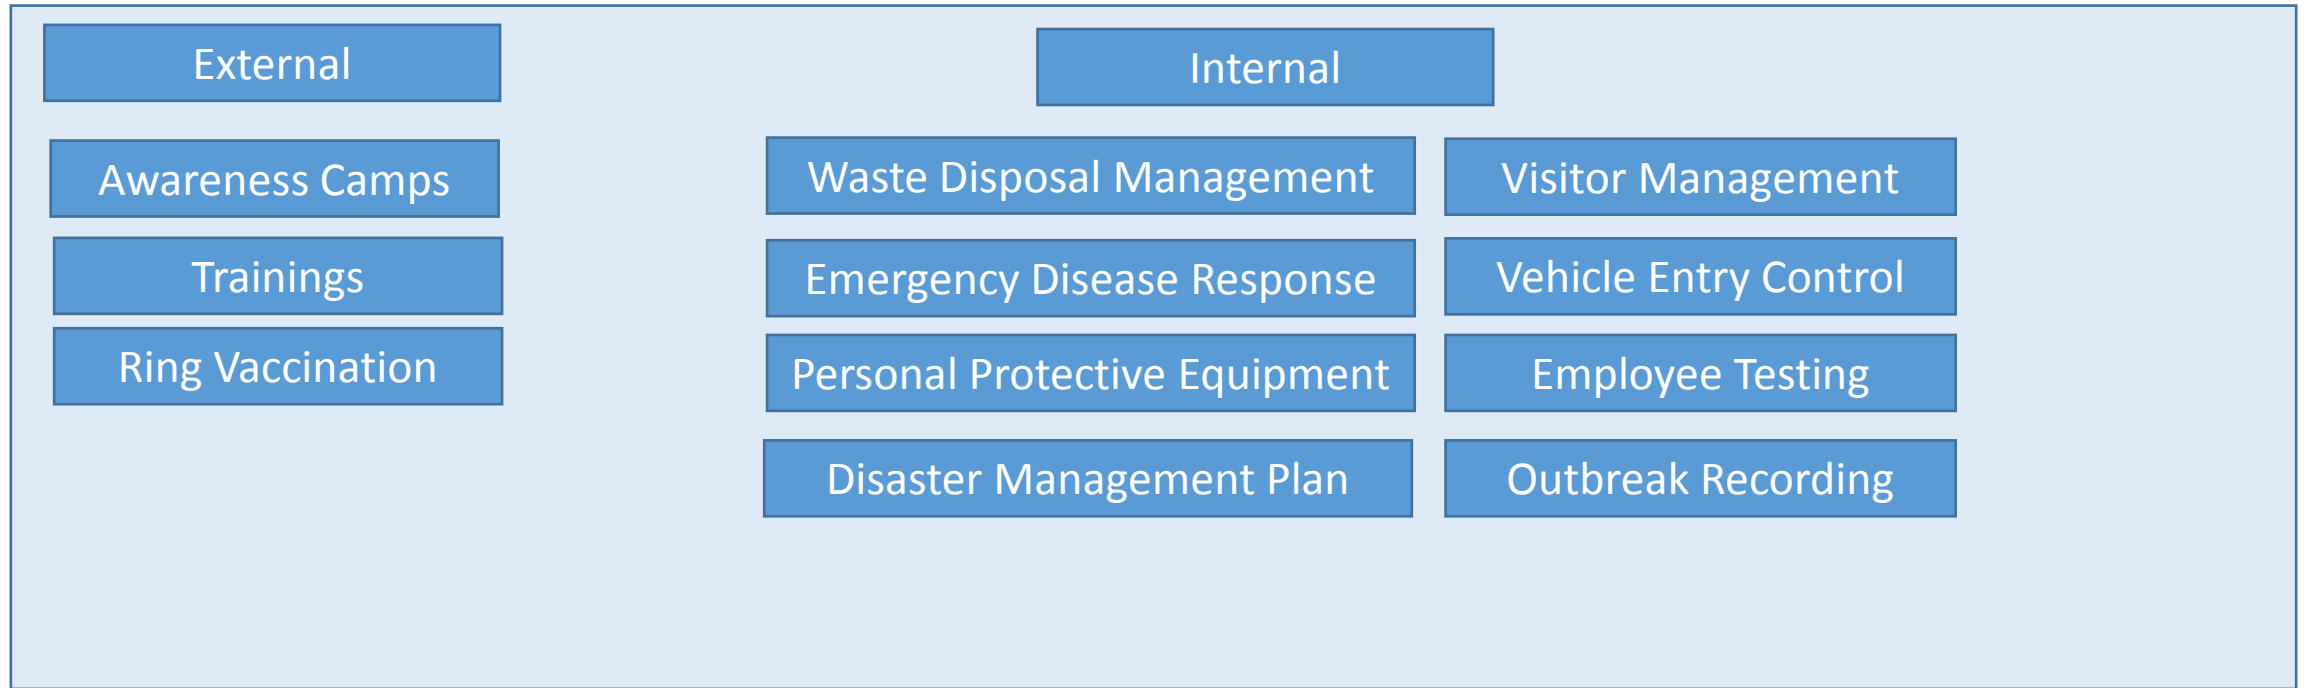 External
Internal
Awareness Camps
Trainings
Ring Vaccination
Waste Disposal Management
Emergency Disease Response
Personal Protective Equipment
Disaster Management Plan
Visitor Management
Vehicle Entry Control
Employee Testing
Outbreak Recording